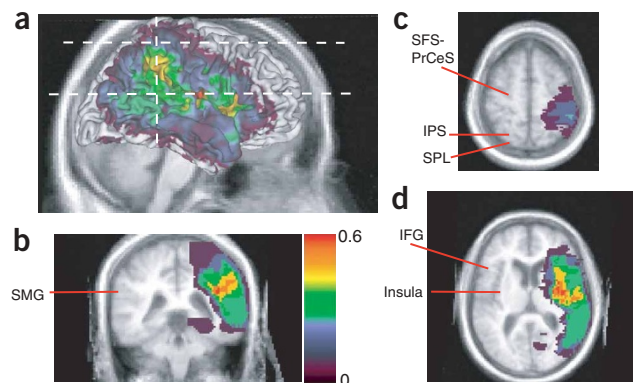 a
c
SFS-
PrCeS
IPS
SPL
b
SMG
0.6
0
d
IFG
Insula